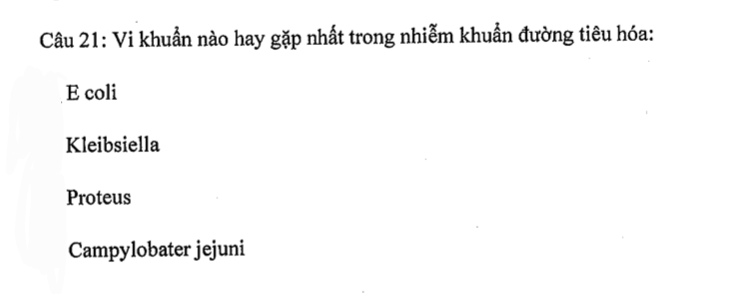 Câu 21: Vi khuẩn nào hay gặp nhất trong nhiễm khuẩn đường tiêu hóa:
E coli
Kleibsiella
Proteus
Campylobater jejuni